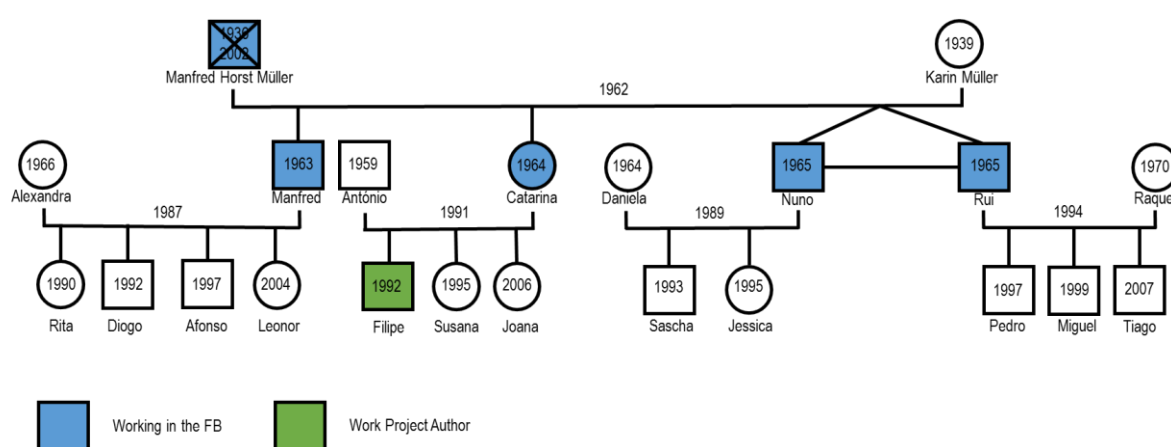 2002
1939
Manfred Horst Müller
Karin Müller
1962
1966
1963
1959
1964
1964
1965
1965
1970
Alexandra
Manfred
António
Catarina
Daniela
Nuno
Rui
Raquel
1987
1991
1989
1994
1990
1992
1997
2004
1992
1995
2006
1993
1995
1997
1999
2007
Rita
Diogo
Afonso
Leonor
Filipe
Susana
Joana
Sascha
Jessica
Pedro
Miguel
Tiago
Working in the FB
Work Project Author